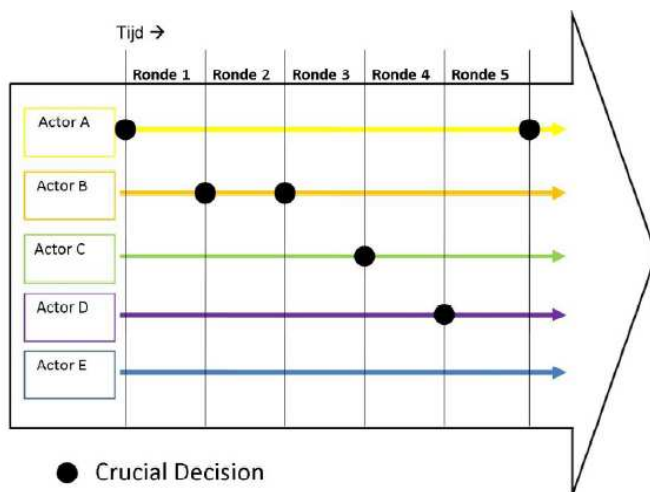 Tijd →
Ronde 1 Ronde 2 Ronde 3 Ronde 4 Ronde 5
Actor A
Actor B
Actor C
Actor D
Actor E
Crucial Decision